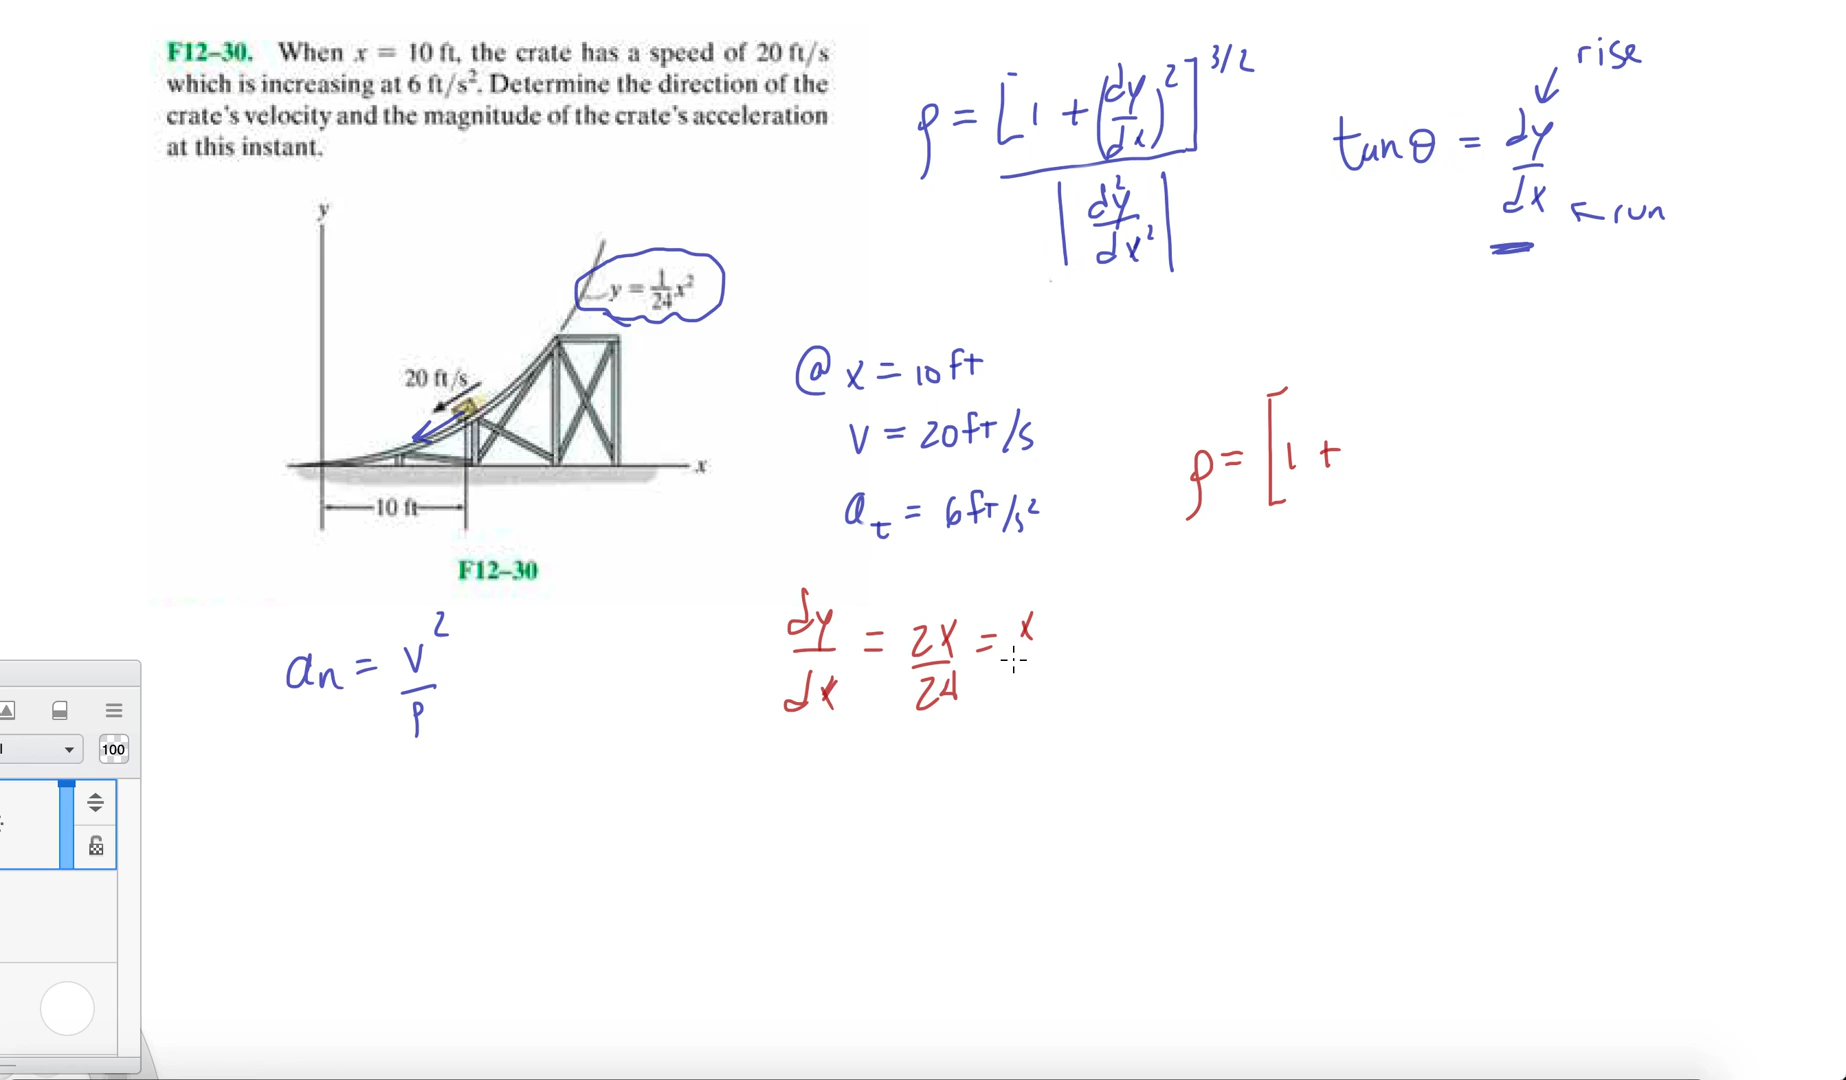 F12–30. When x = 10 ft, the crate has a speed of 20 ft/s
which is increasing at 6 ft/s². Determine the direction of the
crate's velocity and the magnitude of the crate's acceleration
at this instant.
y
y = 1/24 x²
20 ft/s
x
10 ft
F12–30
ρ = [1 + (dy/dx)²]^3/2 / |d²y/dx²|
rise
tan θ = dy/dx
run
@ x = 10 ft
v = 20 ft/s
a_t = 6 ft/s²
ρ = [1 +
a_n = v²/ρ
dy/dx = 2x/24 = x
100